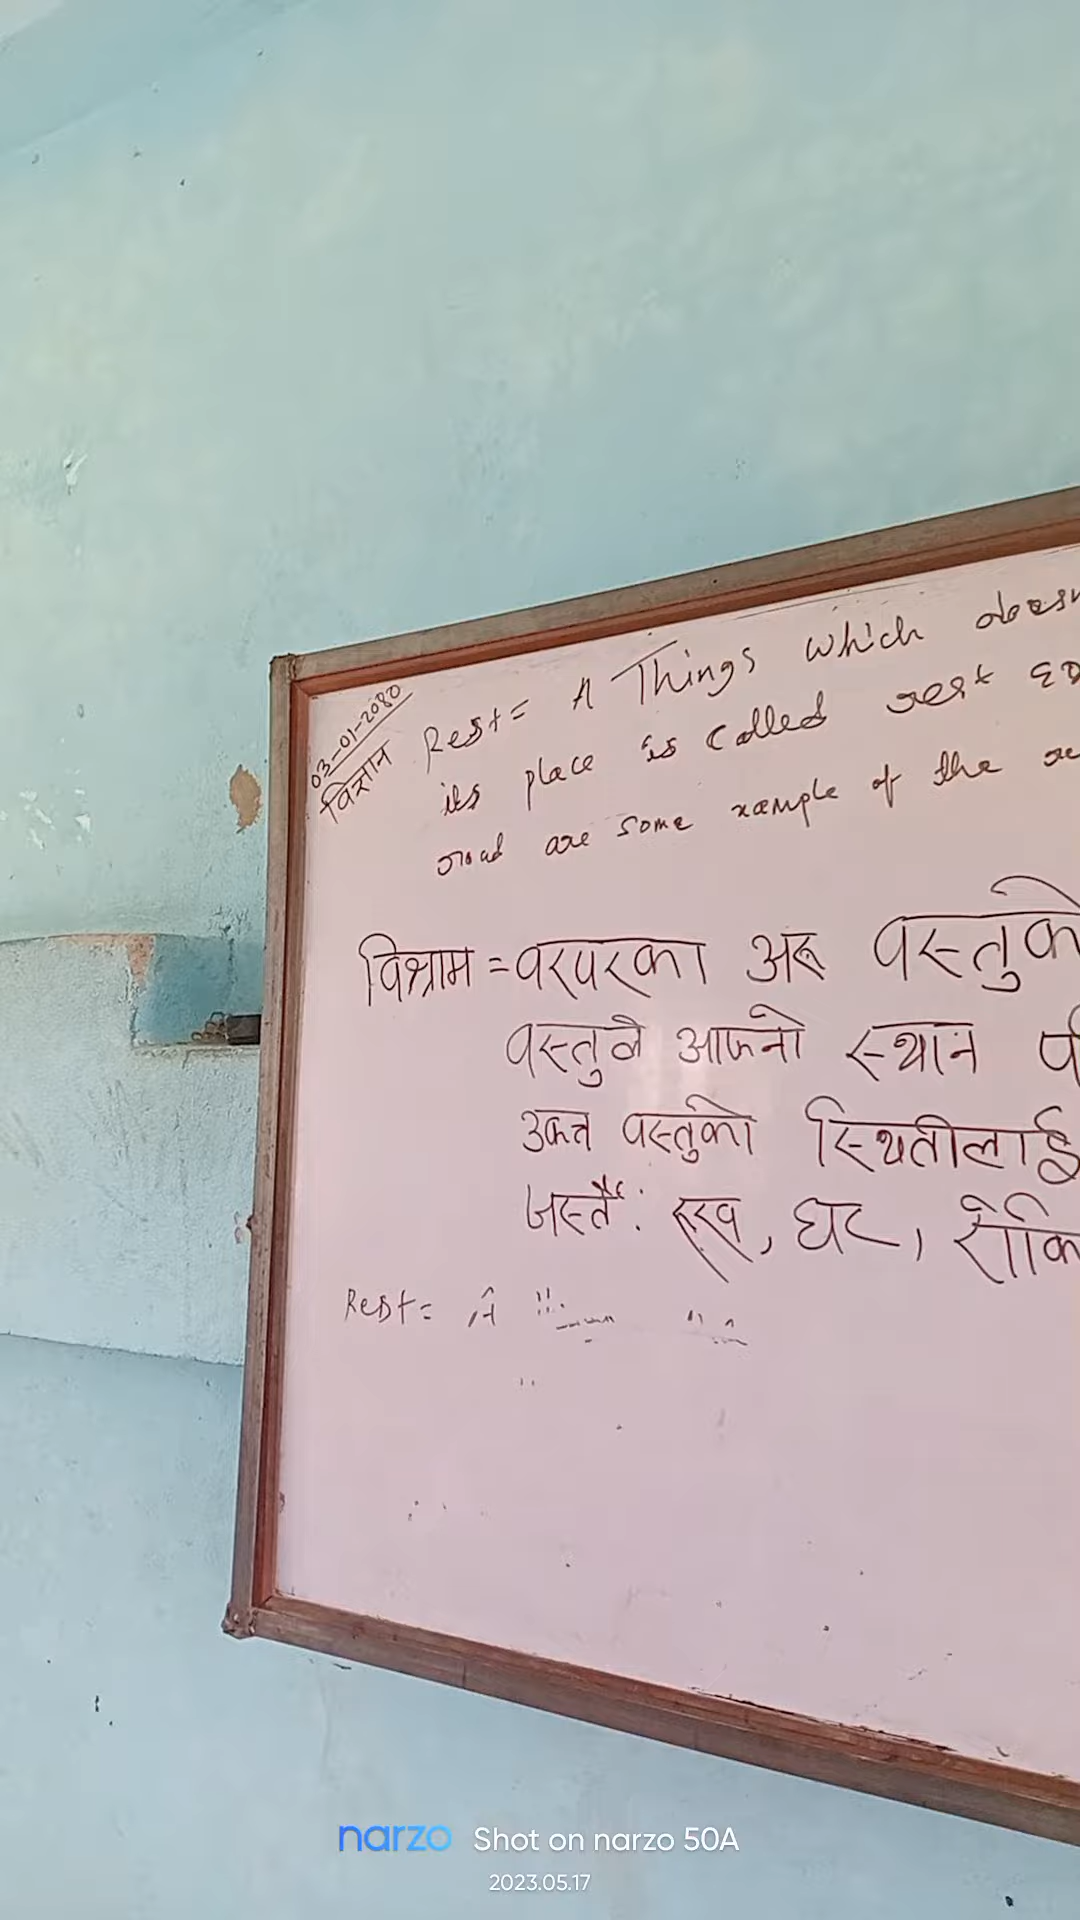 03-01-2080
विज्ञान
Rest = A Things which doesn
its place is called rest
road are some xample of the
विश्राम = वरपरका अरू वस्तुको
वस्तुले आफ्नो स्थान
उक्त वस्तुको स्थितीलाई
जस्तै: रुख, घर,
Rest = A
narzo Shot on narzo 50A
2023.05.17